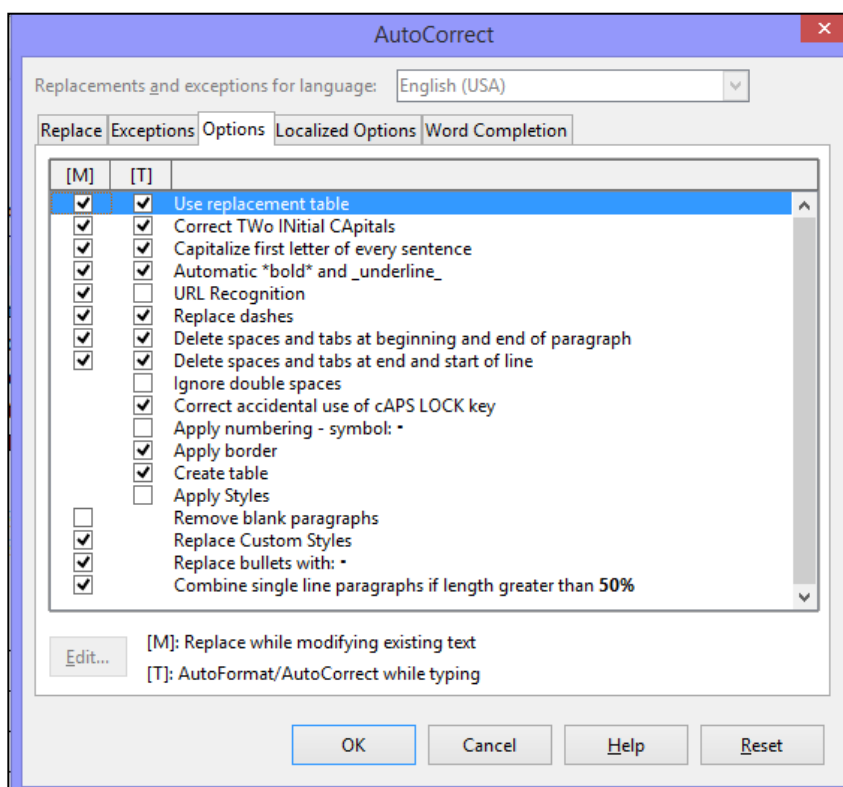 AutoCorrect
Replacements and exceptions for language: English (USA)
Replace Exceptions Options Localized Options Word Completion
[M] [T]
Use replacement table
Correct TWo INitial CApitals
Capitalize first letter of every sentence
Automatic *bold* and _underline_
URL Recognition
Replace dashes
Delete spaces and tabs at beginning and end of paragraph
Delete spaces and tabs at end and start of line
Ignore double spaces
Correct accidental use of cAPS LOCK key
Apply numbering - symbol: •
Apply border
Create table
Apply Styles
Remove blank paragraphs
Replace Custom Styles
Replace bullets with: •
Combine single line paragraphs if length greater than 50%
Edit... [M]: Replace while modifying existing text
[T]: AutoFormat/AutoCorrect while typing
OK Cancel Help Reset